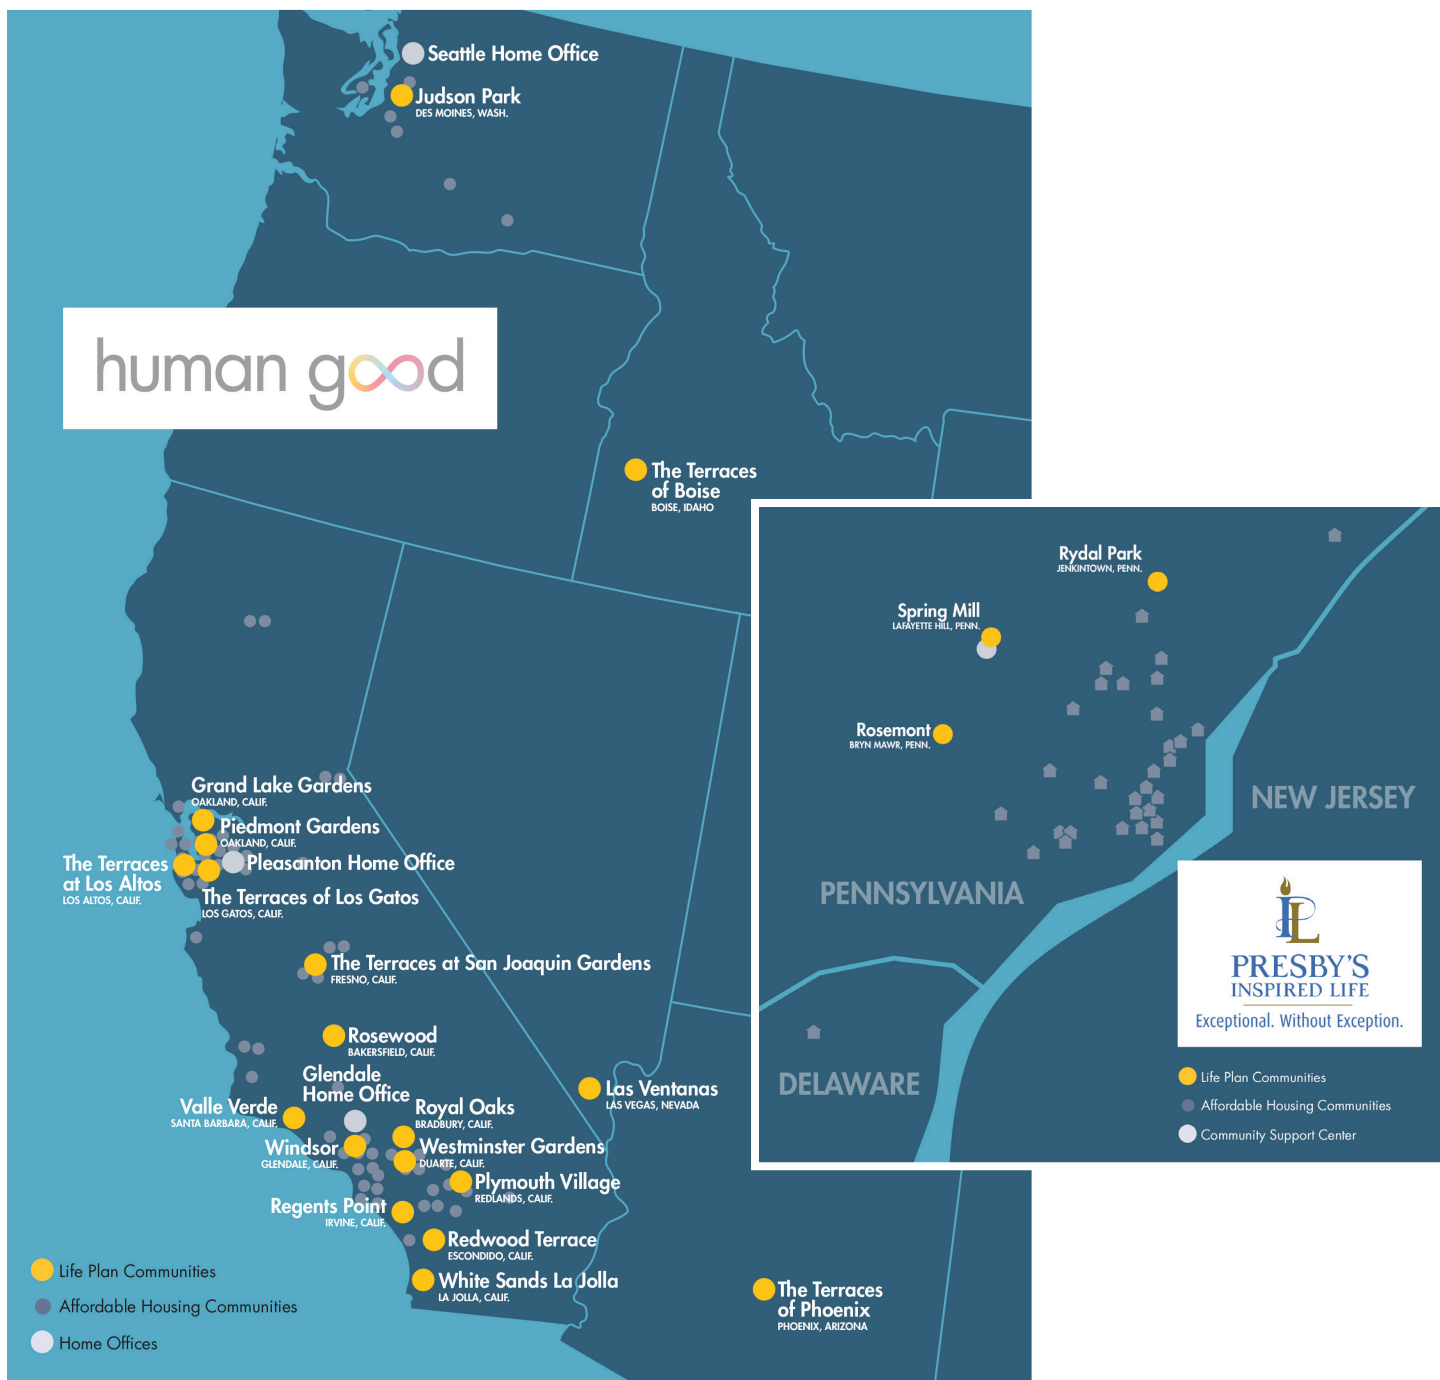 Seattle Home Office
Judson Park
DES MOINES, WASH.
human good
The Terraces
of Boise
BOISE, IDAHO
Grand Lake Gardens
OAKLAND, CALIF.
Piedmont Gardens
OAKLAND, CALIF.
The Terraces
at Los Altos
LOS ALTOS, CALIF.
Pleasanton Home Office
The Terraces of Los Gatos
LOS GATOS, CALIF.
The Terraces at San Joaquin Gardens
FRESNO, CALIF.
Rosewood
BAKERSFIELD, CALIF.
Glendale
Home Office
Las Ventanas
LAS VEGAS, NEVADA
Valle Verde
SANTA BARBARA, CALIF.
Royal Oaks
BRADBURY, CALIF.
Windsor
GLENDALE, CALIF.
Westminster Gardens
DUARTE, CALIF.
Plymouth Village
REDLANDS, CALIF.
Regents Point
IRVINE, CALIF.
Redwood Terrace
ESCONDIDO, CALIF.
White Sands La Jolla
LA JOLLA, CALIF.
The Terraces
of Phoenix
PHOENIX, ARIZONA
Life Plan Communities
Affordable Housing Communities
Home Offices
Rydal Park
JENKINTOWN, PENN.
Spring Mill
LAFAYETTE HILL, PENN.
Rosemont
BRYN MAWR, PENN.
NEW JERSEY
PENNSYLVANIA
DELAWARE
PL
PRESBY'S
INSPIRED LIFE
Exceptional. Without Exception.
Life Plan Communities
Affordable Housing Communities
Community Support Center